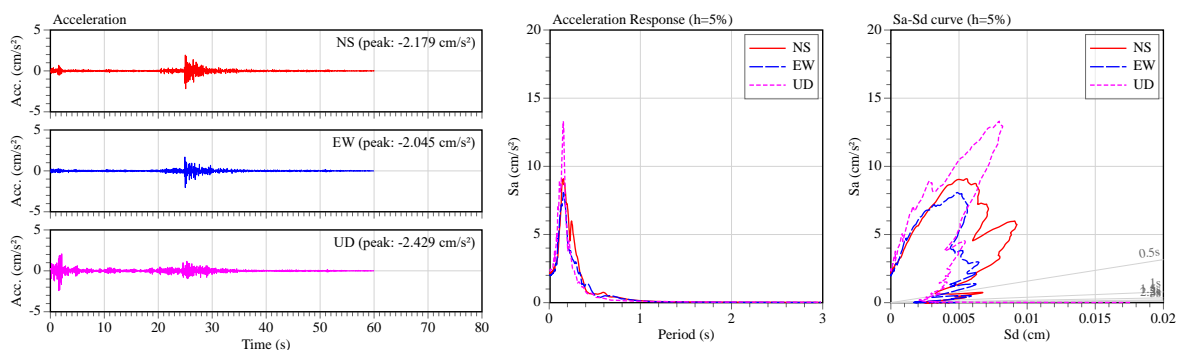 Acceleration
5
0
-5
Acc. (cm/s²)
NS (peak: -2.179 cm/s²)
5
0
-5
Acc. (cm/s²)
EW (peak: -2.045 cm/s²)
5
0
-5
Acc. (cm/s²)
UD (peak: -2.429 cm/s²)
0 10 20 30 40 50 60 70 80
Time (s)
Acceleration Response (h=5%)
NS
EW
UD
20
15
10
5
0
Sa (cm/s²)
0 1 2 3
Period (s)
Sa-Sd curve (h=5%)
NS
EW
UD
20
15
10
5
0
Sa (cm/s²)
0.5s
1s
0 0.005 0.01 0.015 0.02
Sd (cm)